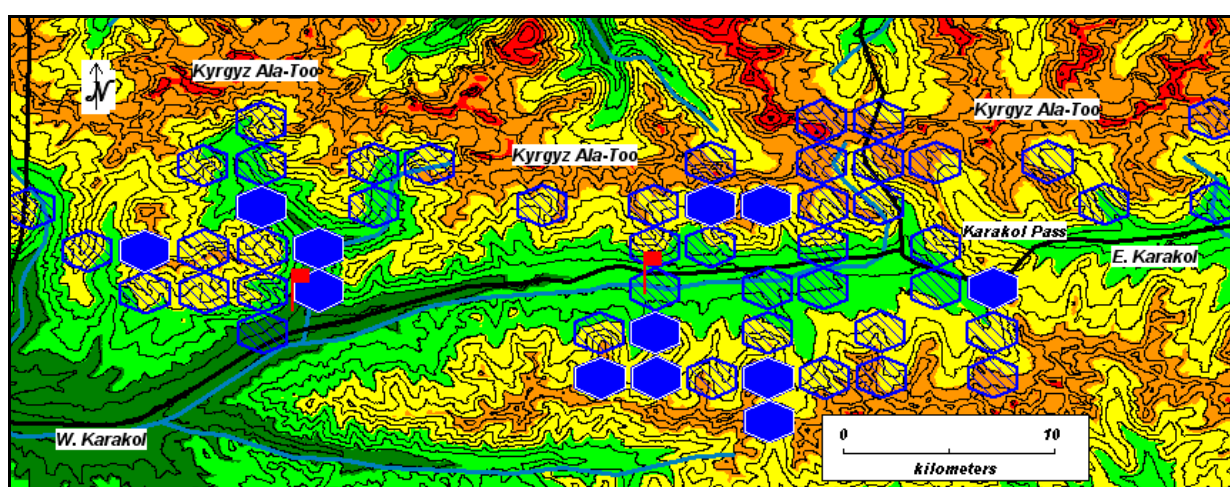 Kyrgyz Ala-Too
N
Kyrgyz Ala-Too
Kyrgyz Ala-Too
Karakol Pass
E. Karakol
W. Karakol
0 10
kilometers